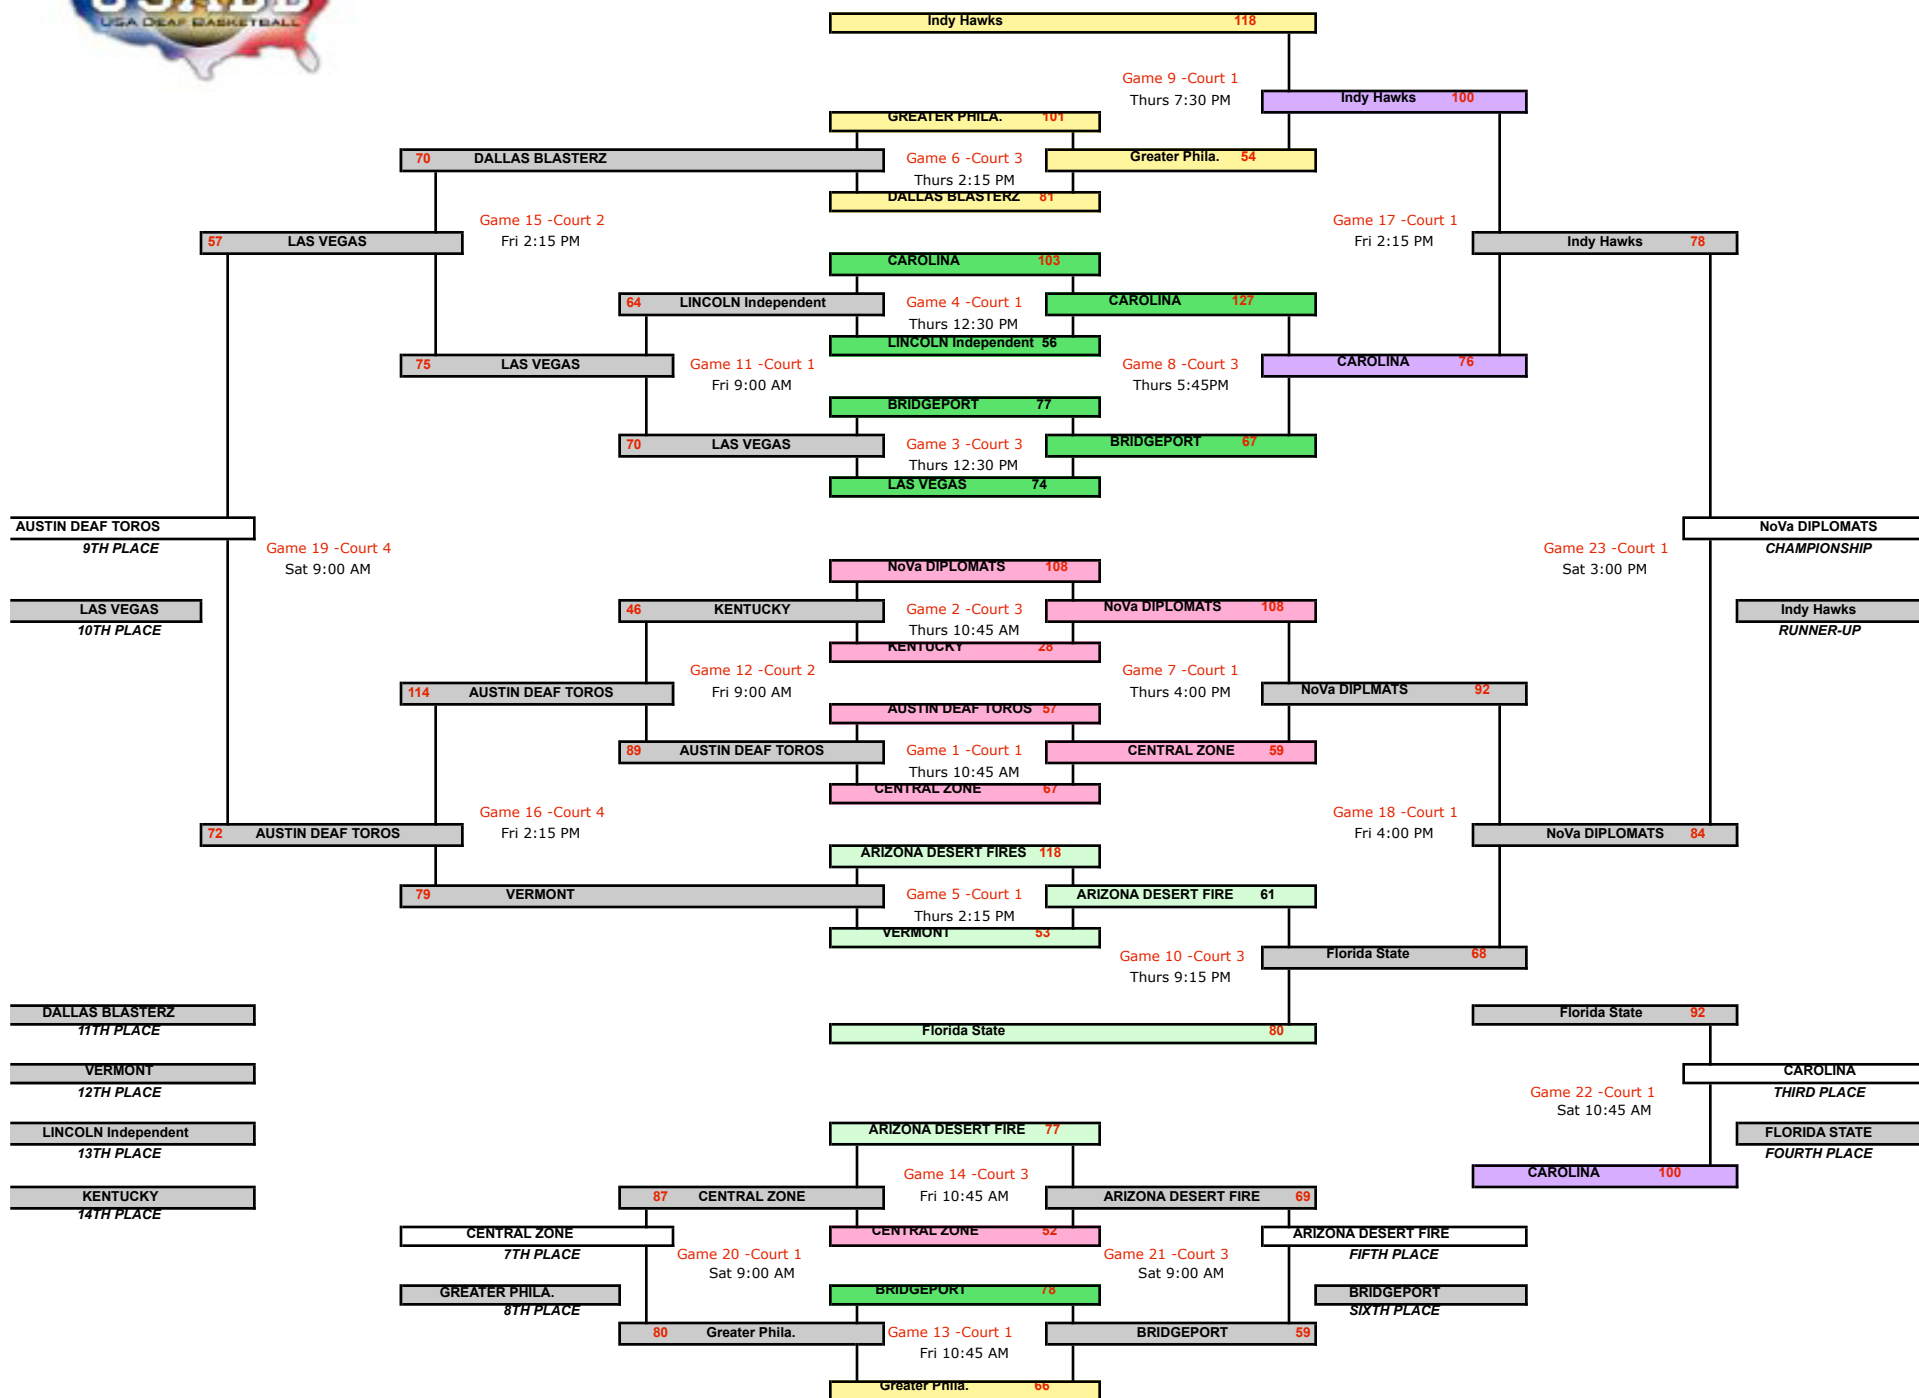 USADB
USA DEAF BASKETBALL
Indy Hawks 118
Game 9 -Court 1
Thurs 7:30 PM
Indy Hawks 100
GREATER PHILA. 101
70 DALLAS BLASTERZ
Game 6 -Court 3
Thurs 2:15 PM
Greater Phila. 54
DALLAS BLASTERZ 81
Game 15 -Court 2
Fri 2:15 PM
Game 17 -Court 1
Fri 2:15 PM
57 LAS VEGAS
Indy Hawks 78
CAROLINA 103
64 LINCOLN Independent
Game 4 -Court 1
Thurs 12:30 PM
CAROLINA 127
LINCOLN Independent 56
75 LAS VEGAS
Game 11 -Court 1
Fri 9:00 AM
Game 8 -Court 3
Thurs 5:45PM
CAROLINA 76
BRIDGEPORT 77
70 LAS VEGAS
Game 3 -Court 3
Thurs 12:30 PM
BRIDGEPORT 67
LAS VEGAS 74
AUSTIN DEAF TOROS
9TH PLACE
Game 19 -Court 4
Sat 9:00 AM
Game 23 -Court 1
Sat 3:00 PM
NoVa DIPLOMATS
CHAMPIONSHIP
NoVa DIPLOMATS 108
LAS VEGAS
10TH PLACE
46 KENTUCKY
Game 2 -Court 3
Thurs 10:45 AM
NoVa DIPLOMATS 108
Indy Hawks
RUNNER-UP
KENTUCKY 28
Game 12 -Court 2
Fri 9:00 AM
Game 7 -Court 1
Thurs 4:00 PM
114 AUSTIN DEAF TOROS
NoVa DIPLMATS 92
AUSTIN DEAF TOROS 57
89 AUSTIN DEAF TOROS
Game 1 -Court 1
Thurs 10:45 AM
CENTRAL ZONE 59
CENTRAL ZONE 67
Game 16 -Court 4
Fri 2:15 PM
Game 18 -Court 1
Fri 4:00 PM
72 AUSTIN DEAF TOROS
NoVa DIPLOMATS 84
ARIZONA DESERT FIRES 118
79 VERMONT
Game 5 -Court 1
Thurs 2:15 PM
ARIZONA DESERT FIRE 61
VERMONT 53
Game 10 -Court 3
Thurs 9:15 PM
Florida State 68
DALLAS BLASTERZ
11TH PLACE
Florida State 80
Florida State 92
VERMONT
12TH PLACE
CAROLINA
THIRD PLACE
Game 22 -Court 1
Sat 10:45 AM
LINCOLN Independent
13TH PLACE
ARIZONA DESERT FIRE 77
FLORIDA STATE
FOURTH PLACE
CAROLINA 100
KENTUCKY
14TH PLACE
87 CENTRAL ZONE
Game 14 -Court 3
Fri 10:45 AM
ARIZONA DESERT FIRE 69
CENTRAL ZONE
7TH PLACE
CENTRAL ZONE 52
ARIZONA DESERT FIRE
FIFTH PLACE
Game 20 -Court 1
Sat 9:00 AM
Game 21 -Court 3
Sat 9:00 AM
GREATER PHILA.
8TH PLACE
BRIDGEPORT 78
BRIDGEPORT
SIXTH PLACE
80 Greater Phila.
Game 13 -Court 1
Fri 10:45 AM
BRIDGEPORT 59
Greater Phila. 66